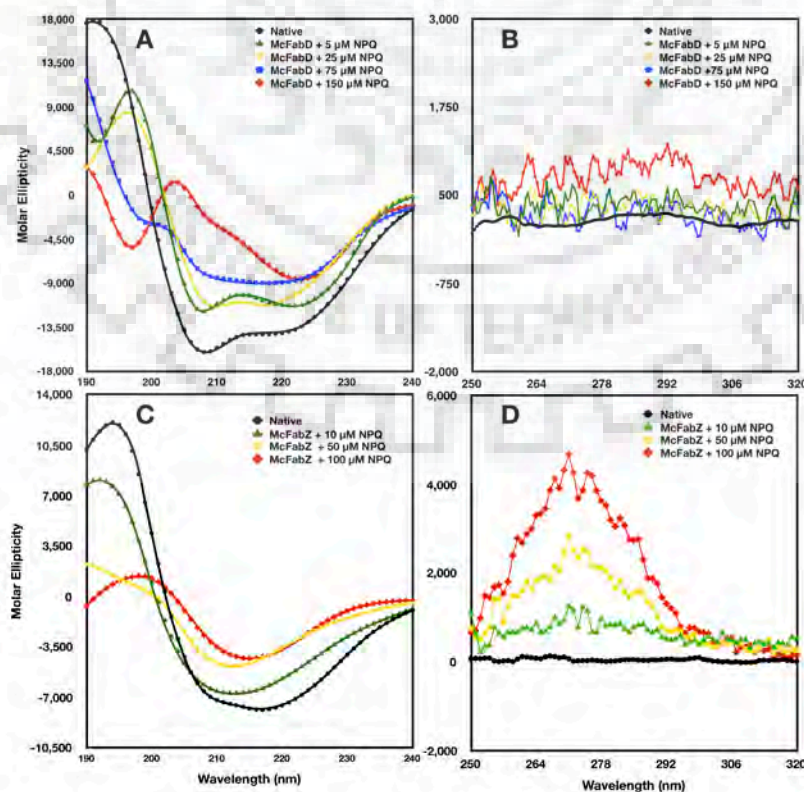 A
Native
McFabD + 5 μM NPQ
McFabD + 25 μM NPQ
McFabD + 75 μM NPQ
McFabD + 150 μM NPQ
18,000
13,500
9,000
4,500
0
-4,500
-9,000
-13,500
-18,000
Molar Ellipticity
190
200
210
220
230
240
B
Native
McFabD + 5 μM NPQ
McFabD + 25 μM NPQ
McFabD +75 μM NPQ
McFabD + 150 μM NPQ
3,000
1,750
500
-750
-2,000
250
264
278
292
306
320
C
Native
McFabZ + 10 μM NPQ
McFabZ + 50 μM NPQ
McFabZ + 100 μM NPQ
14,000
10,500
7,000
3,500
0
-3,500
-7,000
-10,500
Molar Ellipticity
190
200
210
220
230
240
Wavelength (nm)
D
Native
McFabZ + 10 μM NPQ
McFabZ + 50 μM NPQ
McFabZ + 100 μM NPQ
6,000
4,000
2,000
0
-2,000
250
264
278
292
306
320
Wavelength (nm)